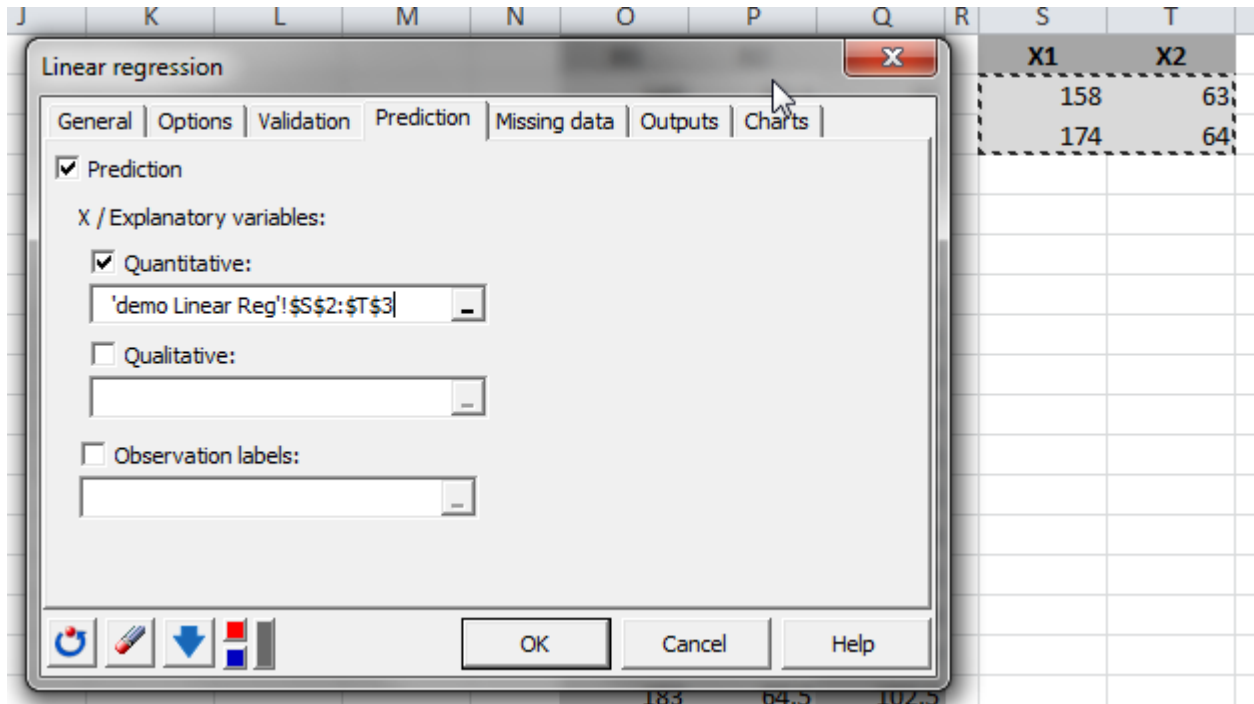 J K L M N O P Q R S T
Linear regression
X1 X2
158 63
174 64
General Options Validation Prediction Missing data Outputs Charts
Prediction
X / Explanatory variables:
Quantitative:
'demo Linear Reg'!$S$2:$T$3
Qualitative:
Observation labels:
OK Cancel Help
183 64.5 102.5